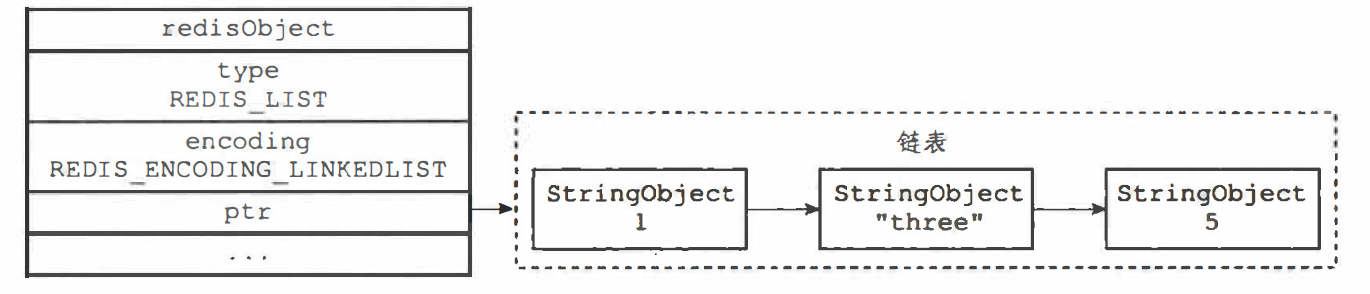 redisObject
type
REDIS_LIST
encoding
REDIS_ENCODING_LINKEDLIST
ptr
...
链表
StringObject
1
StringObject
"three"
StringObject
5